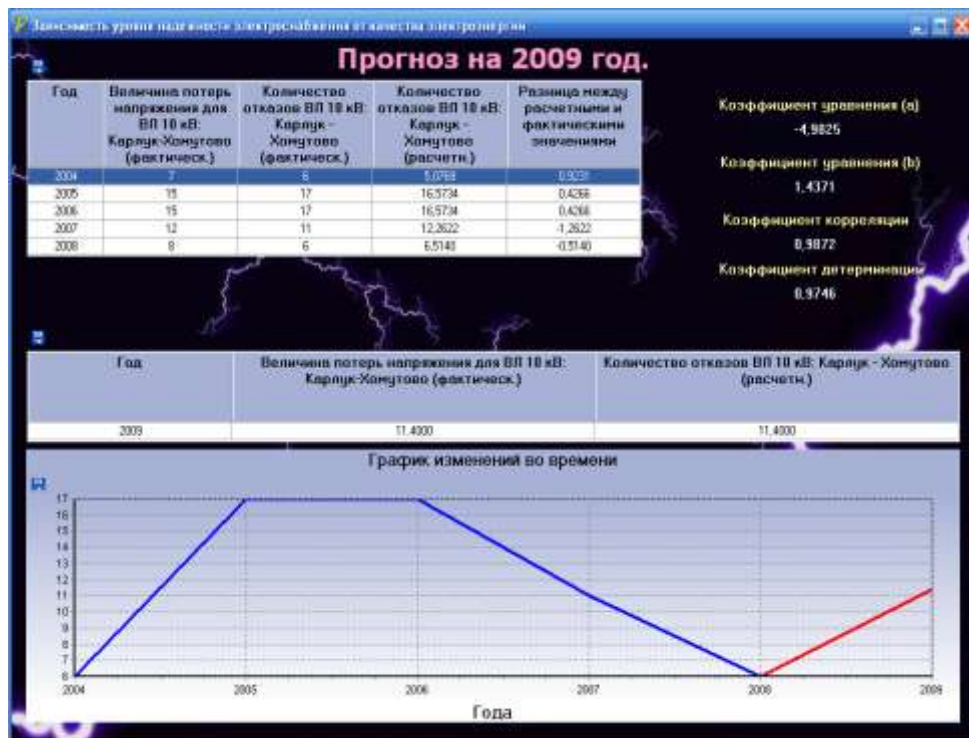 Зависимость уровня надежности электроснабжения от качества электроэнергии
Прогноз на 2009 год.
Год
Величина потерь
напряжения для
ВЛ 10 кВ:
Карлук-Хомутово
(фактическ.)
Количество
отказов ВЛ 10 кВ:
Карлук -
Хомутово
(фактическ.)
Количество
отказов ВЛ 10 кВ:
Карлук -
Хомутово
(расчетн.)
Разница между
расчетными и
фактическими
значениями
2004 7 6 5,0769 0,9231
2005 15 17 16,5734 0,4266
2006 15 17 16,5734 0,4266
2007 12 11 12,2622 -1,2622
2008 8 6 6,5140 -0,5140
Коэффициент уравнения (a)
-4,9825
Коэффициент уравнения (b)
1,4371
Коэффициент корреляции
0,9872
Коэффициент детерминации
0,9746
Год
Величина потерь напряжения для ВЛ 10 кВ:
Карлук-Хомутово (фактическ.)
Количество отказов ВЛ 10 кВ: Карлук - Хомутово
(расчетн.)
2009 11,4000 11,4000
График изменений во времени
17
16
15
14
13
12
11
10
9
8
7
6
2004 2005 2006 2007 2008 2009
Года